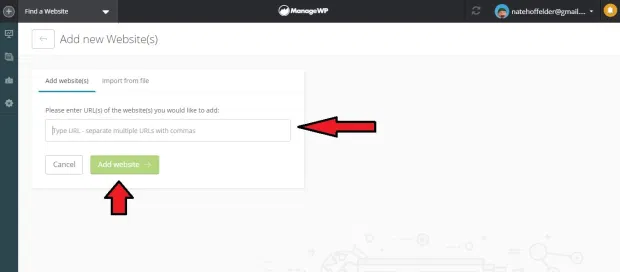 Find a Website
ManageWP
natehoffelder@gmail....
Add new Website(s)
Add website(s)
Import from file
Please enter URL(s) of the website(s) you would like to add:
Type URL - separate multiple URLs with commas
Cancel
Add website